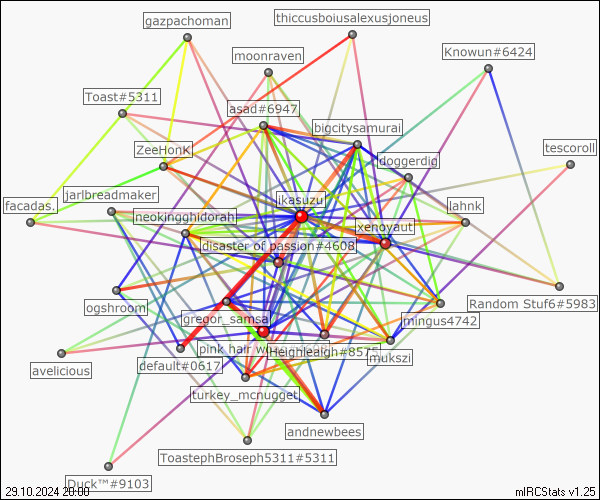 gazpachoman
thiccusboiusalexusjoneus
moonraven
Knowun#6424
Toast#5311
asad#6947
bigcitysamurai
ZeeHonK
doggerdig
tescoroll
jarlbreadmaker
ikasuzu
facadas.
neokingghidorah
xenoyaut
lahnk
disaster of passion#4608
ogshroom
Random Stuf6#5983
gregor_samsa
mingus4742
pink hair
Heighleigh#857
mukszi
avelicious
default#0617
turkey_mcnugget
andnewbees
ToastephBroseph5311#5311
Duck™#9103
29.10.2024 20:00
mIRCStats v1.25